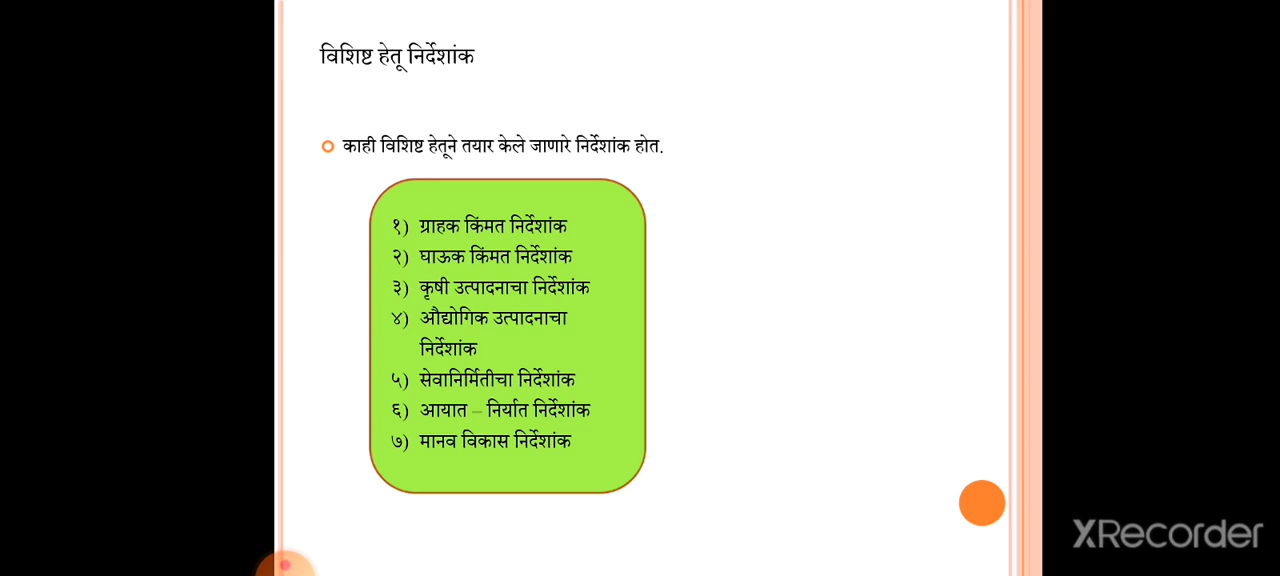 विशिष्ट हेतू निर्देशांक
काही विशिष्ट हेतूने तयार केले जाणारे निर्देशांक होत.
१) ग्राहक किंमत निर्देशांक
२) घाऊक किंमत निर्देशांक
३) कृषी उत्पादनाचा निर्देशांक
४) औद्योगिक उत्पादनाचा
निर्देशांक
५) सेवानिर्मितीचा निर्देशांक
६) आयात – निर्यात निर्देशांक
७) मानव विकास निर्देशांक
XRecorder